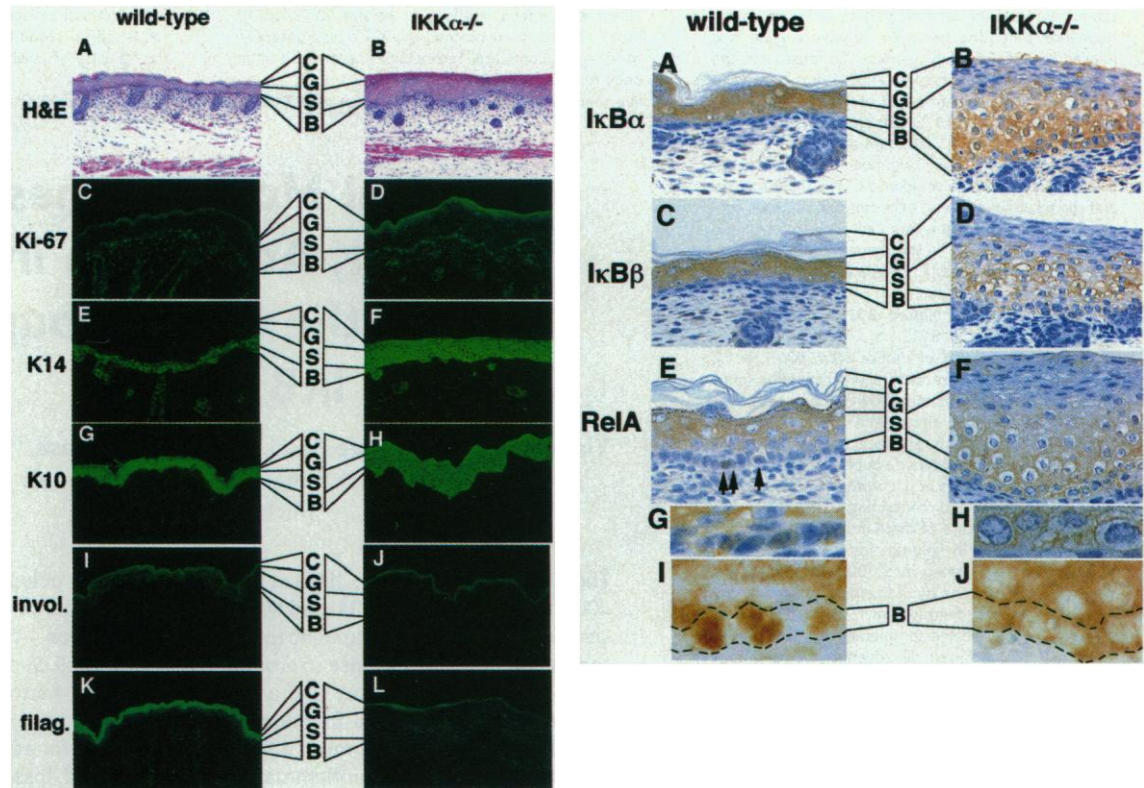 wild-type
IKKα-/-
A
B
C
G
S
B
H&E
C
D
C
G
S
B
Ki-67
E
F
C
G
S
B
K14
G
H
C
G
S
B
K10
I
J
C
G
S
B
invol.
K
L
C
G
S
B
filag.
wild-type
IKKα-/-
A
B
C
G
S
B
IκBα
C
D
C
G
S
B
IκBβ
E
F
C
G
S
B
RelA
G
H
I
J
B